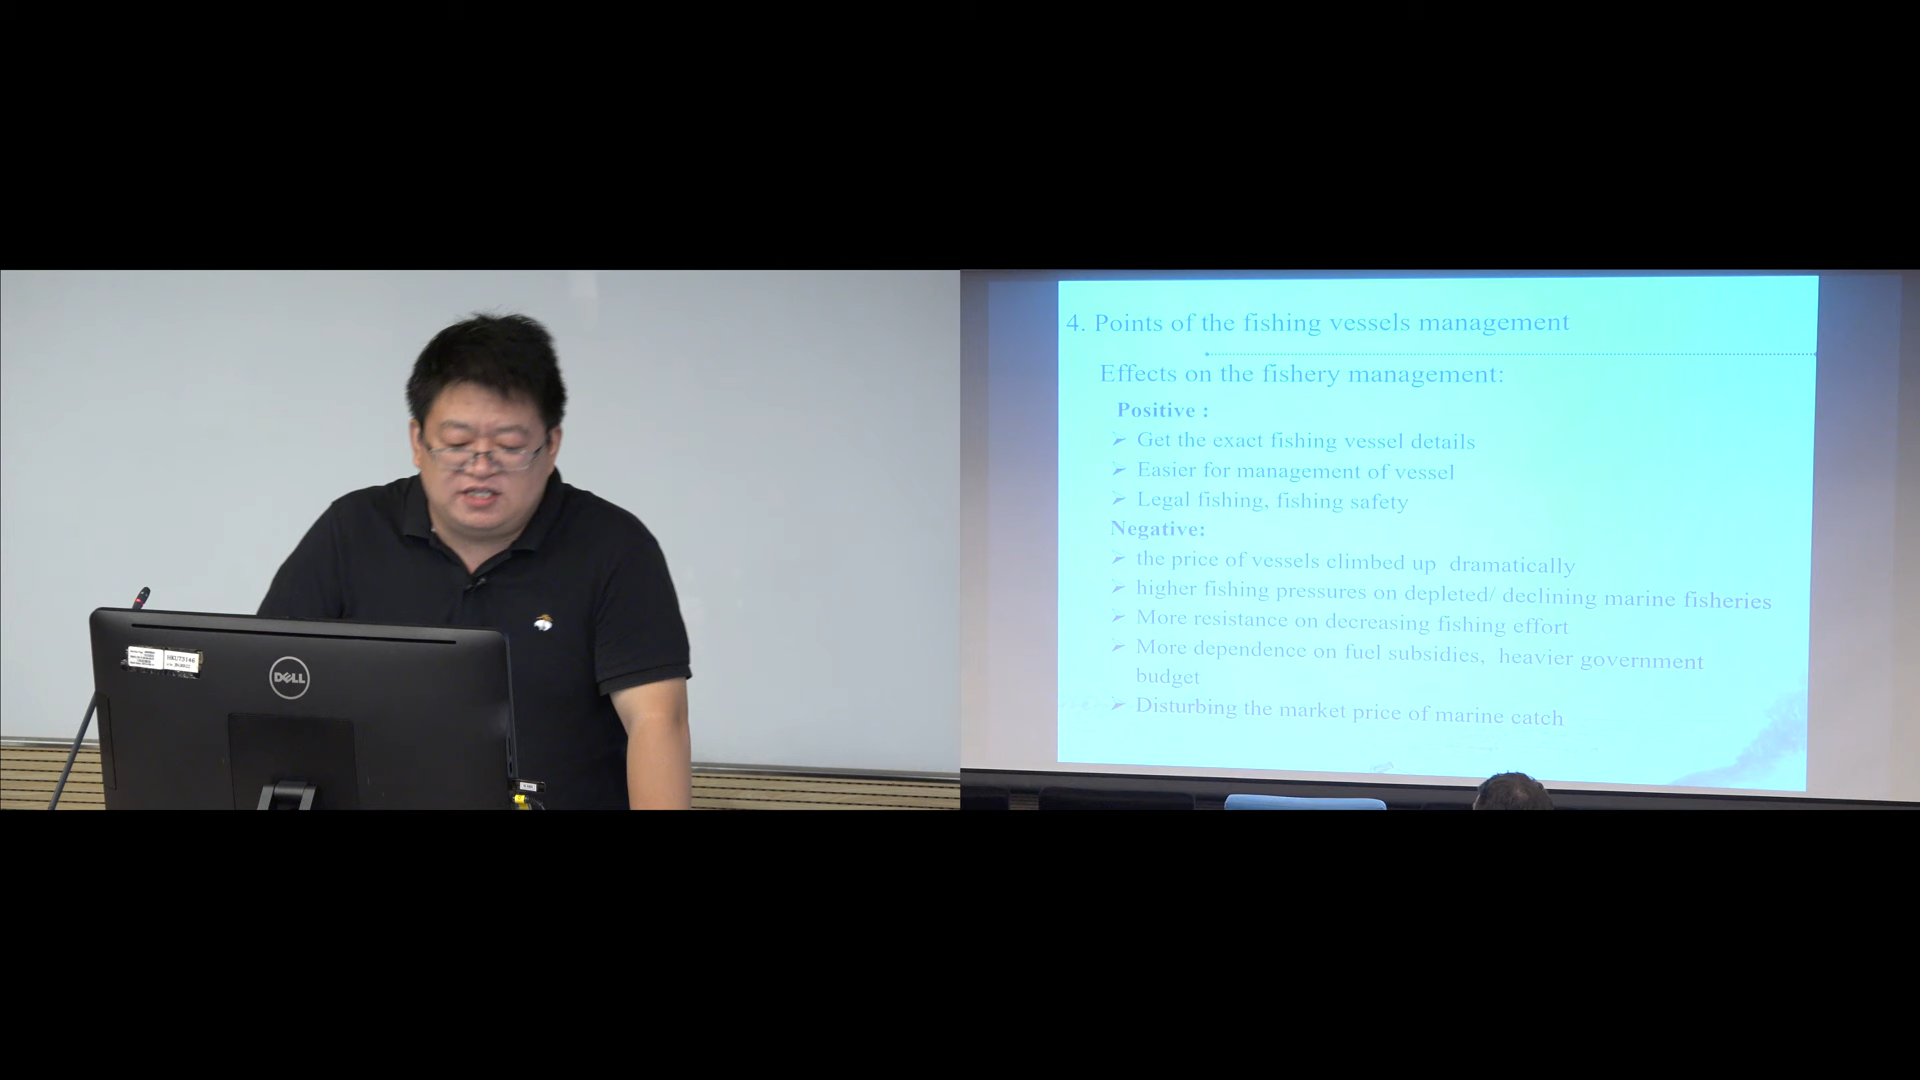 HKU73146
DELL
4. Points of the fishing vessels management
Effects on the fishery management:
Positive :
➢ Get the exact fishing vessel details
➢ Easier for management of vessel
➢ Legal fishing, fishing safety
Negative:
➢ the price of vessels climbed up dramatically
➢ higher fishing pressures on depleted/ declining marine fisheries
➢ More resistance on decreasing fishing effort
➢ More dependence on fuel subsidies, heavier government
budget
➢ Disturbing the market price of marine catch